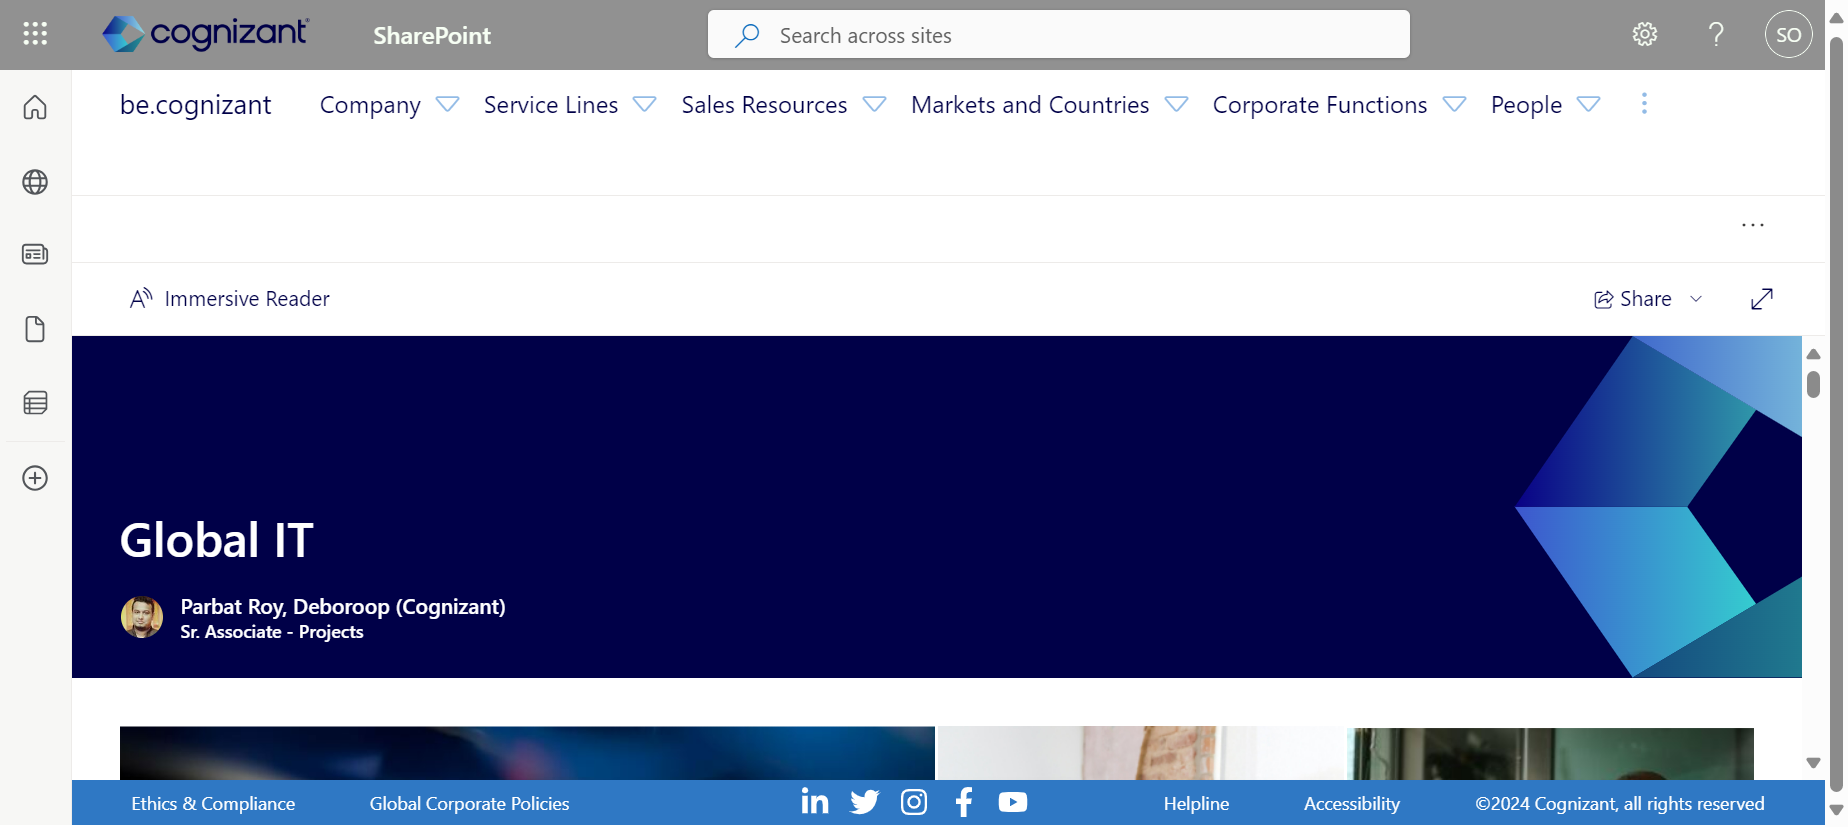 cognizant
SharePoint
Search across sites
?
SO
be.cognizant
Company
Service Lines
Sales Resources
Markets and Countries
Corporate Functions
People
Immersive Reader
Share
Global IT
Parbat Roy, Deboroop (Cognizant)
Sr. Associate - Projects
Ethics & Compliance
Global Corporate Policies
Helpline
Accessibility
©2024 Cognizant, all rights reserved